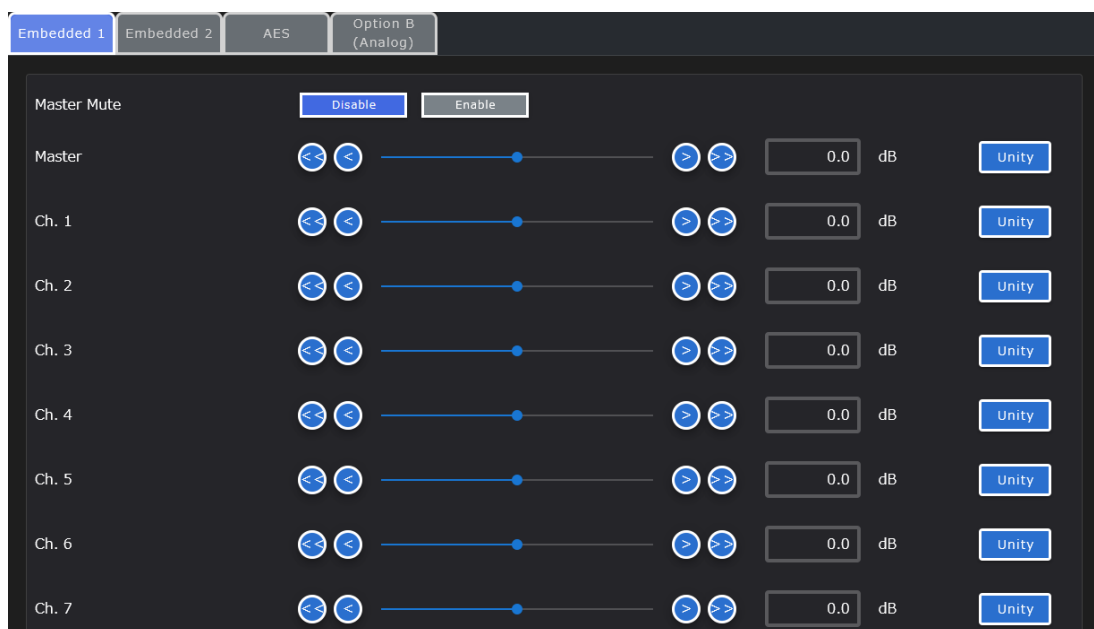 Embedded 1 Embedded 2 AES Option B
(Analog)
Master Mute Disable Enable
Master << < > >> 0.0 dB Unity
Ch. 1 << < > >> 0.0 dB Unity
Ch. 2 << < > >> 0.0 dB Unity
Ch. 3 << < > >> 0.0 dB Unity
Ch. 4 << < > >> 0.0 dB Unity
Ch. 5 << < > >> 0.0 dB Unity
Ch. 6 << < > >> 0.0 dB Unity
Ch. 7 << < > >> 0.0 dB Unity